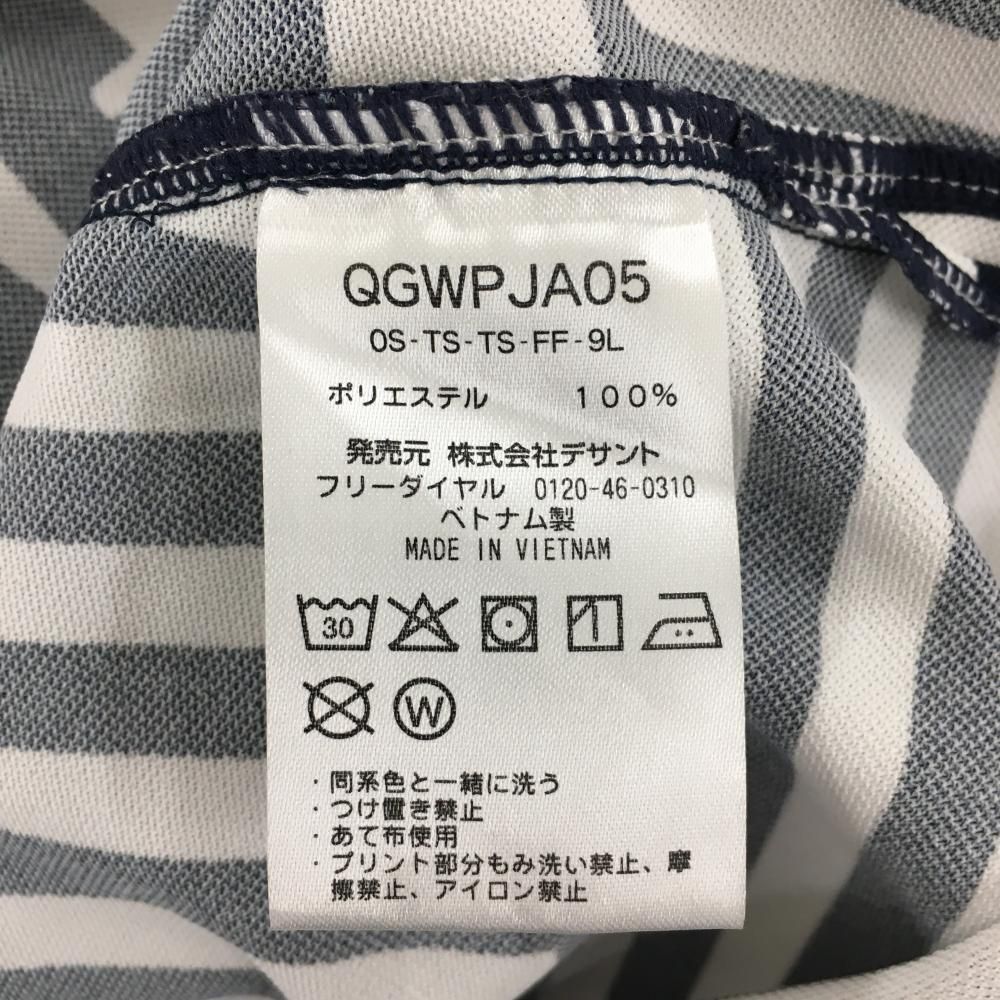 QGWPJA05
0S-TS-TS-FF-9L
ポリエステル 100%
発売元 株式会社デサント
フリーダイヤル 0120-46-0310
ベトナム製
MADE IN VIETNAM
30
W
・同系色と一緒に洗う
・つけ置き禁止
・あて布使用
・プリント部分もみ洗い禁止、摩
擦禁止、アイロン禁止